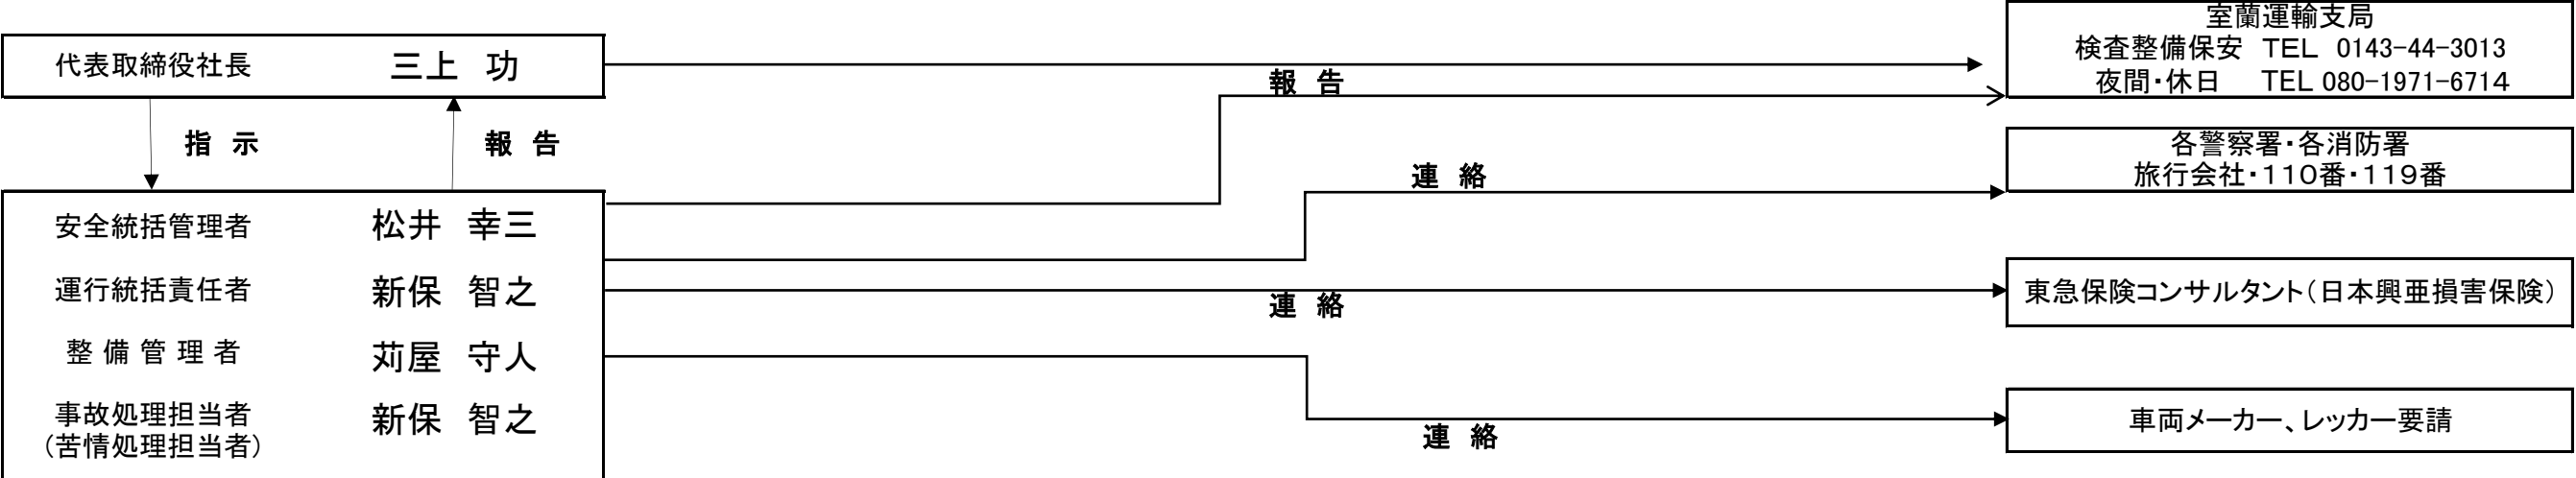 室蘭運輸支局
検査整備保安 TEL 0143-44-3013
夜間・休日 TEL 080-1971-6714
代表取締役社長 三上 功
報 告
指 示 報 告
各警察署・各消防署
旅行会社・110番・119番
連 絡
安全統括管理者 松井 幸三
運行統括責任者 新保 智之
東急保険コンサルタント(日本興亜損害保険)
連 絡
整備管理者 苅屋 守人
事故処理担当者 新保 智之
(苦情処理担当者)
車両メーカー、レッカー要請
連 絡